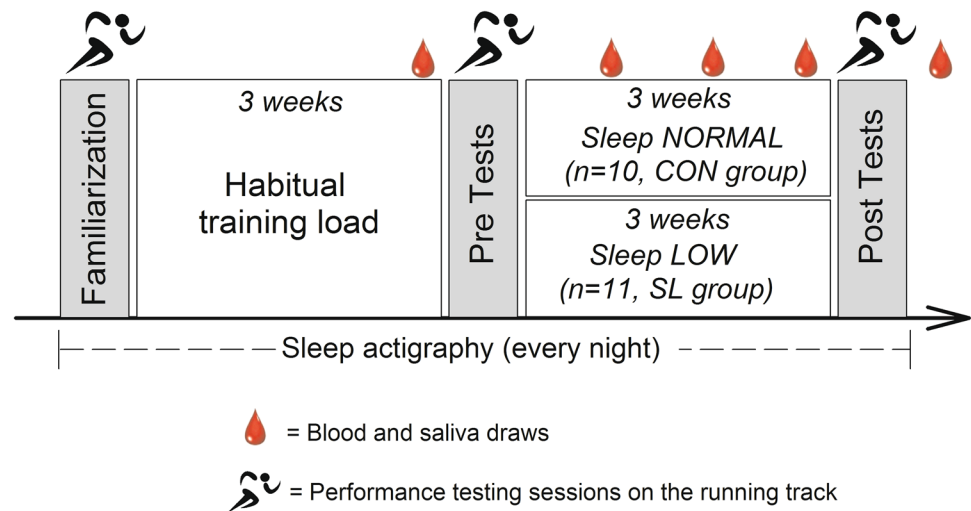 Familiarization
3 weeks
Habitual
training load
Pre Tests
3 weeks
Sleep NORMAL
(n=10, CON group)
3 weeks
Sleep LOW
(n=11, SL group)
Post Tests
Sleep actigraphy (every night)
= Blood and saliva draws
= Performance testing sessions on the running track